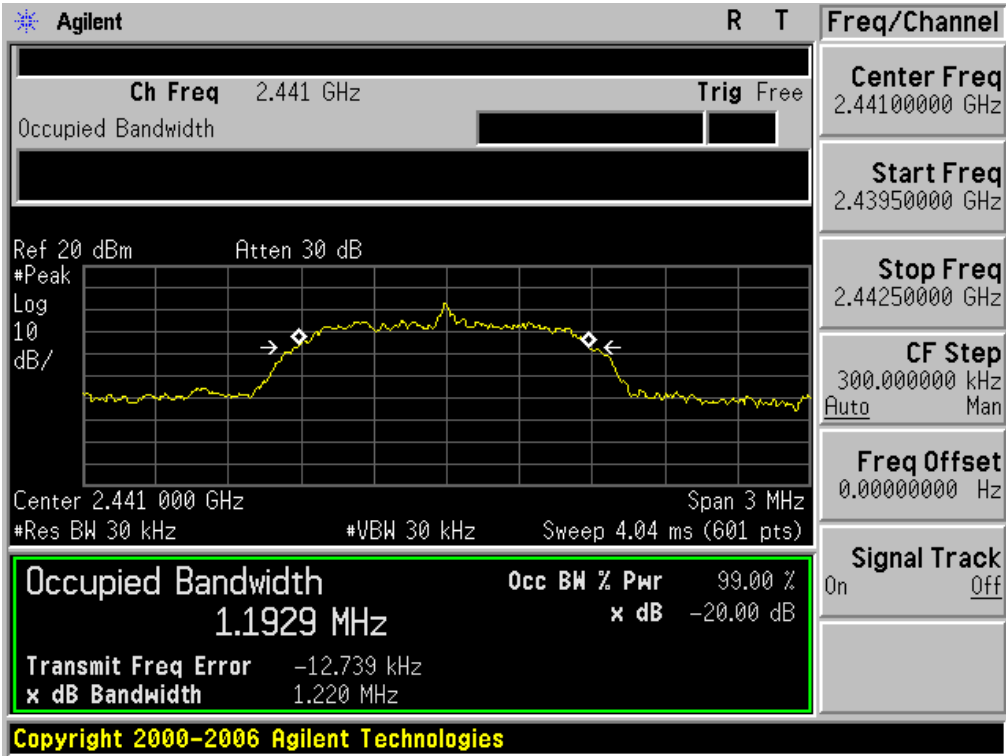 Agilent R T
Freq/Channel
Ch Freq 2.441 GHz Trig Free
Occupied Bandwidth
Center Freq
2.44100000 GHz
Start Freq
2.43950000 GHz
Stop Freq
2.44250000 GHz
CF Step
300.000000 kHz
Auto Man
Freq Offset
0.00000000 Hz
Signal Track
On Off
Ref 20 dBm Atten 30 dB
#Peak
Log
10
dB/
Center 2.441 000 GHz Span 3 MHz
#Res BW 30 kHz #VBW 30 kHz Sweep 4.04 ms (601 pts)
Occupied Bandwidth Occ BW % Pwr 99.00 %
1.1929 MHz x dB -20.00 dB
Transmit Freq Error -12.739 kHz
x dB Bandwidth 1.220 MHz
Copyright 2000-2006 Agilent Technologies